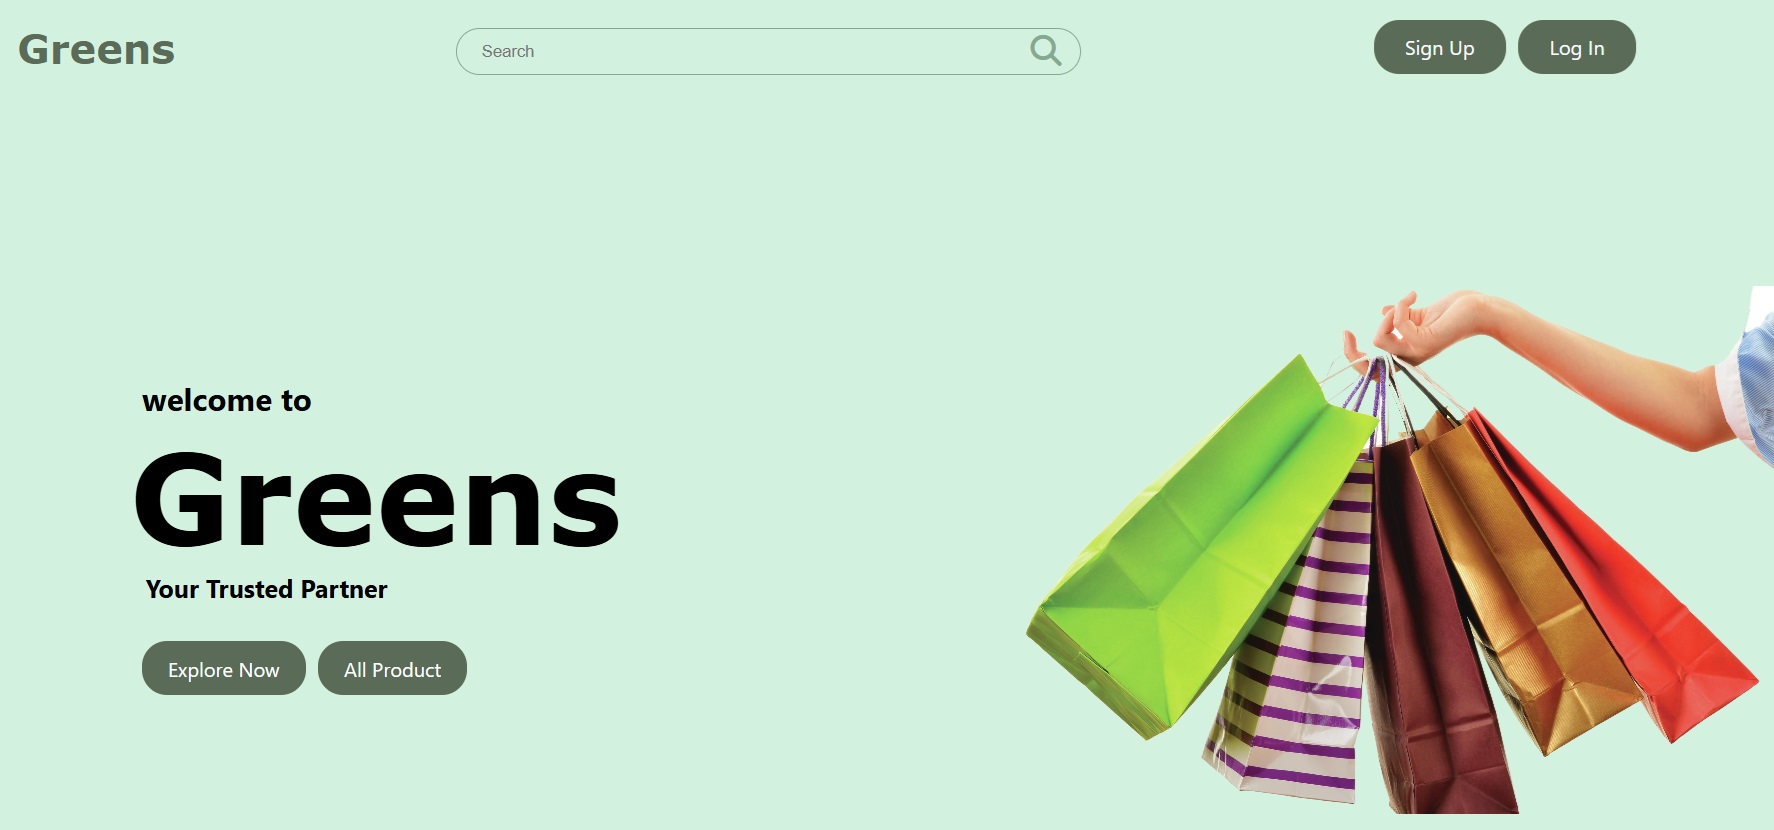 Greens
Search
Sign Up
Log In
welcome to
Greens
Your Trusted Partner
Explore Now
All Product